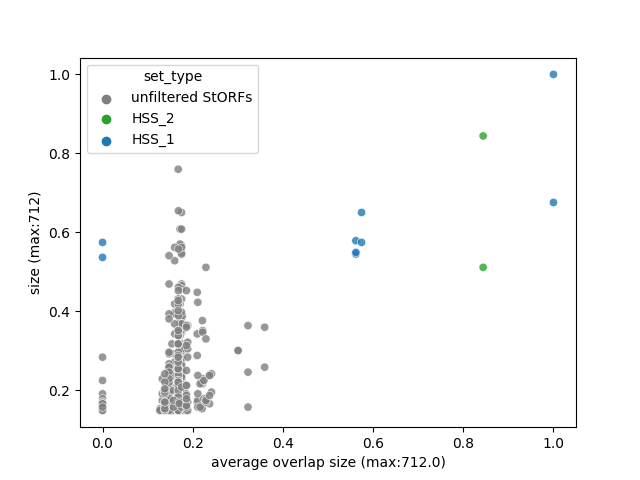 set_type
unfiltered StORFs
HSS_2
HSS_1
1.0
0.8
0.6
0.4
0.2
size (max:712)
0.0 0.2 0.4 0.6 0.8 1.0
average overlap size (max:712.0)